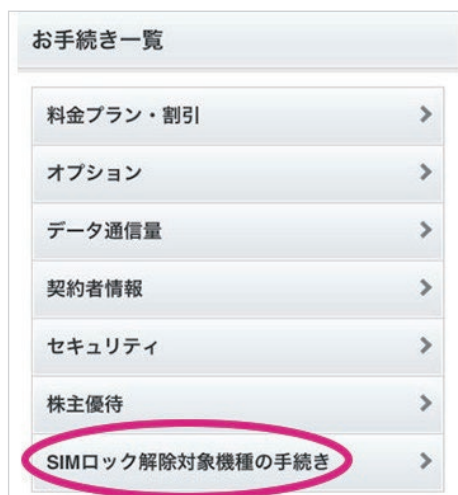 お手続き一覧
料金プラン・割引
オプション
データ通信量
契約者情報
セキュリティ
株主優待
SIMロック解除対象機種の手続き